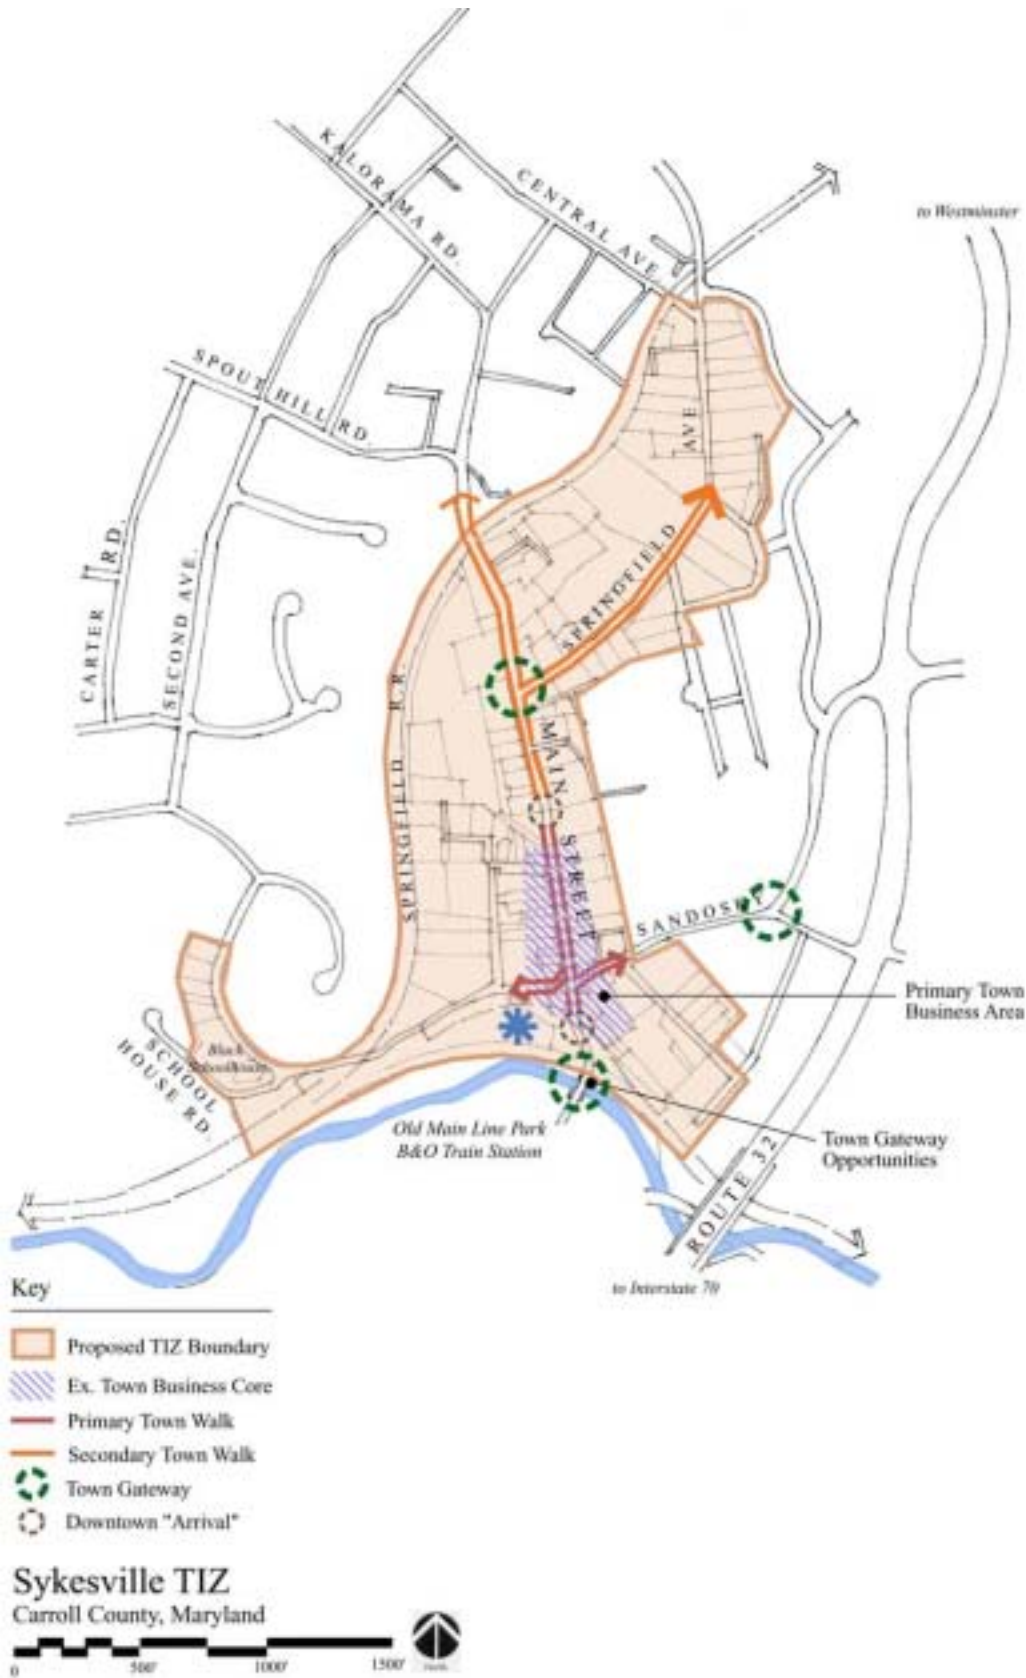 KALORAMA RD.
CENTRAL AVE.
to Westminster
SPOUT HILL RD.
AVE
SPRINGFIELD
CARTER RD.
SECOND AVE.
SPRINGFIELD R.R.
MAIN STREET
SANDOSKY
Primary Town
Business Area
Black
Schoolhouse
SCHOOL
HOUSE RD.
Old Main Line Park
B&O Train Station
Town Gateway
Opportunities
ROUTE 32
to Interstate 70
Key
Proposed TIZ Boundary
Ex. Town Business Core
Primary Town Walk
Secondary Town Walk
Town Gateway
Downtown "Arrival"
Sykesville TIZ
Carroll County, Maryland
0 500' 1000' 1500'
North